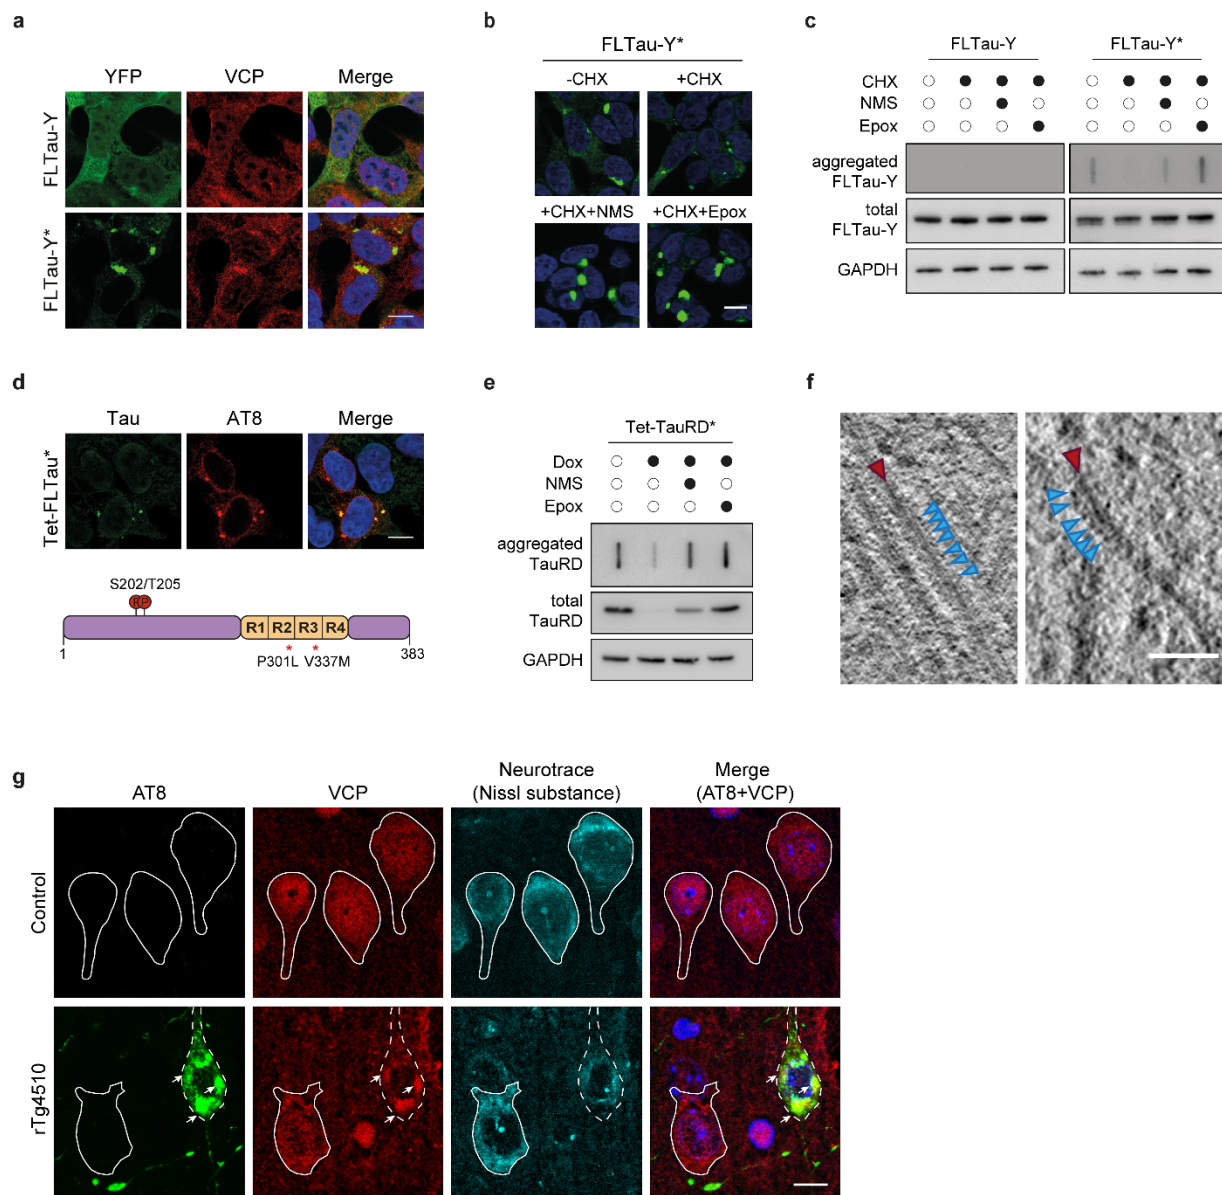 a
YFP VCP Merge
FLTau-Y
FLTau-Y*
b
FLTau-Y*
-CHX +CHX
+CHX+NMS +CHX+Epox
c
FLTau-Y FLTau-Y*
CHX
NMS
Epox
aggregated
FLTau-Y
total
FLTau-Y
GAPDH
d
Tau AT8 Merge
Tet-FLTau*
S202/T205
P P
R1 R2 R3 R4
* *
1 P301L V337M 383
e
Tet-TauRD*
Dox
NMS
Epox
aggregated
TauRD
total
TauRD
GAPDH
f
g
AT8 VCP Neurotrace
(Nissl substance) Merge
(AT8+VCP)
Control
rTg4510